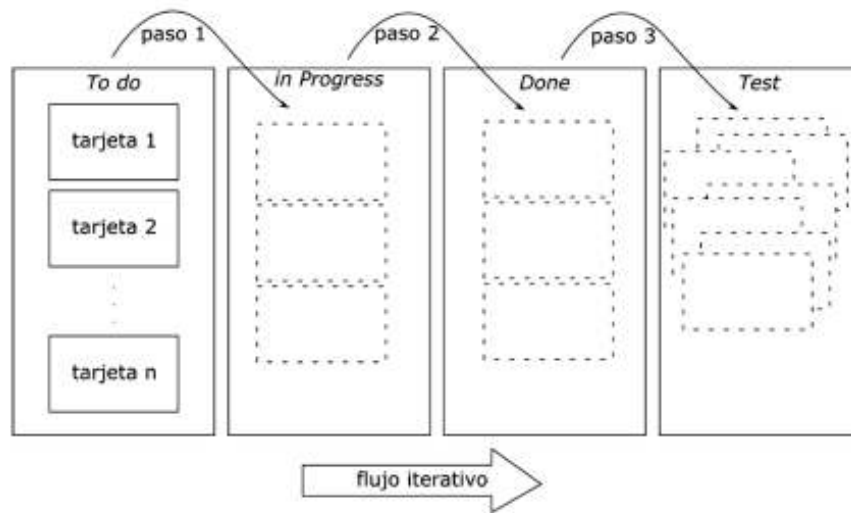 paso 1
paso 2
paso 3
To do
in Progress
Done
Test
tarjeta 1
tarjeta 2
tarjeta n
flujo iterativo